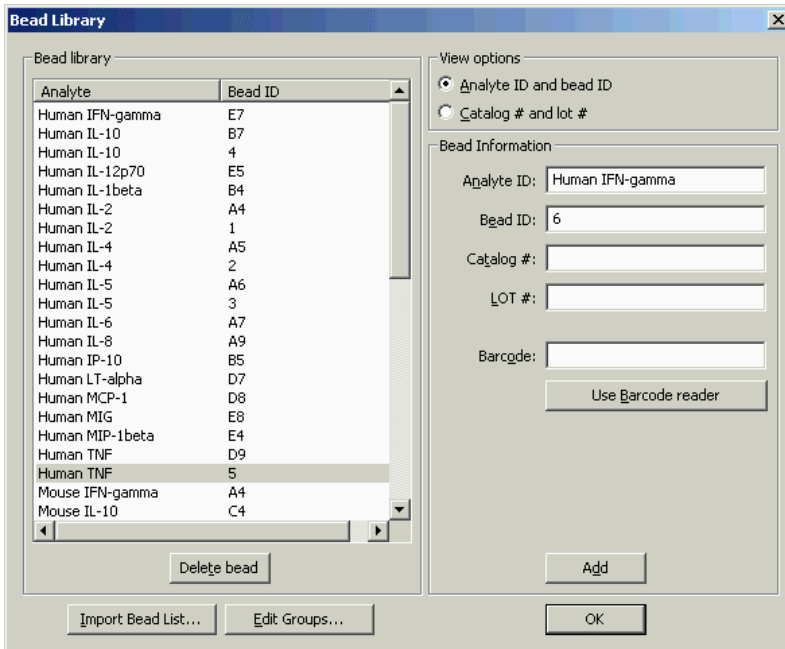 Bead Library
Bead library
Analyte Bead ID
Human IFN-gamma E7
Human IL-10 B7
Human IL-10 4
Human IL-12p70 E5
Human IL-1beta B4
Human IL-2 A4
Human IL-2 1
Human IL-4 A5
Human IL-4 2
Human IL-5 A6
Human IL-5 3
Human IL-6 A7
Human IL-8 A9
Human IP-10 B5
Human LT-alpha D7
Human MCP-1 D8
Human MIG E8
Human MIP-1beta E4
Human TNF D9
Human TNF 5
Mouse IFN-gamma A4
Mouse IL-10 C4
Delete bead
Import Bead List...
Edit Groups...
View options
Analyte ID and bead ID
Catalog # and lot #
Bead Information
Analyte ID: Human IFN-gamma
Bead ID: 6
Catalog #:
LOT #:
Barcode:
Use Barcode reader
Add
OK